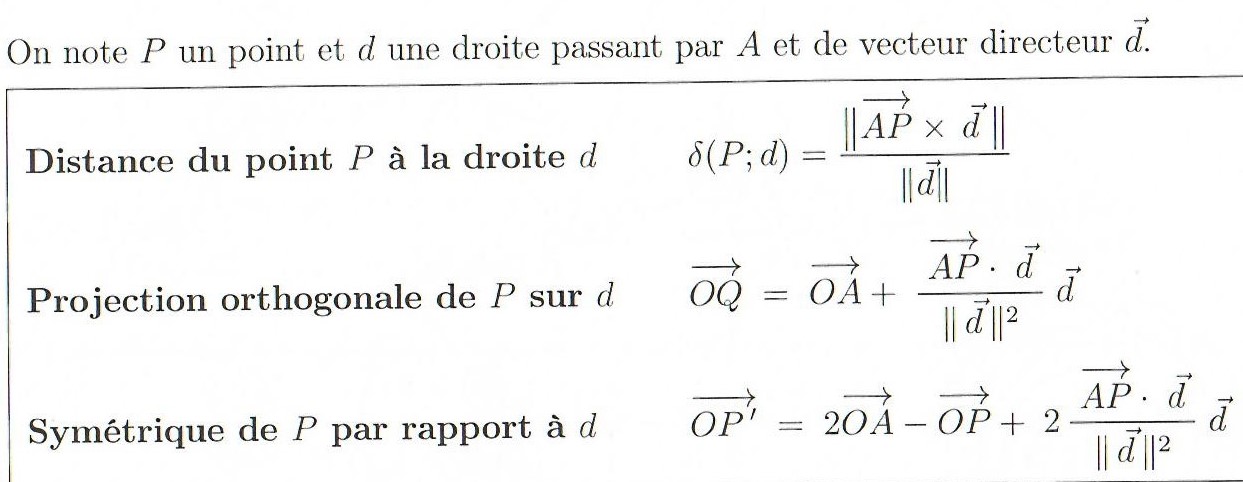 On note P un point et d une droite passant par A et de vecteur directeur $\vec{d}$.
Distance du point P à la droite d $\delta(P; d) = \dfrac{\|\overrightarrow{AP} \times \vec{d}\,\|}{\|\vec{d}\|}$
Projection orthogonale de P sur d $\overrightarrow{OQ} = \overrightarrow{OA} + \dfrac{\overrightarrow{AP} \cdot \vec{d}}{\|\vec{d}\,\|^2}\,\vec{d}$
Symétrique de P par rapport à d $\overrightarrow{OP'} = 2\overrightarrow{OA} - \overrightarrow{OP} + 2\,\dfrac{\overrightarrow{AP} \cdot \vec{d}}{\|\vec{d}\,\|^2}\,\vec{d}$